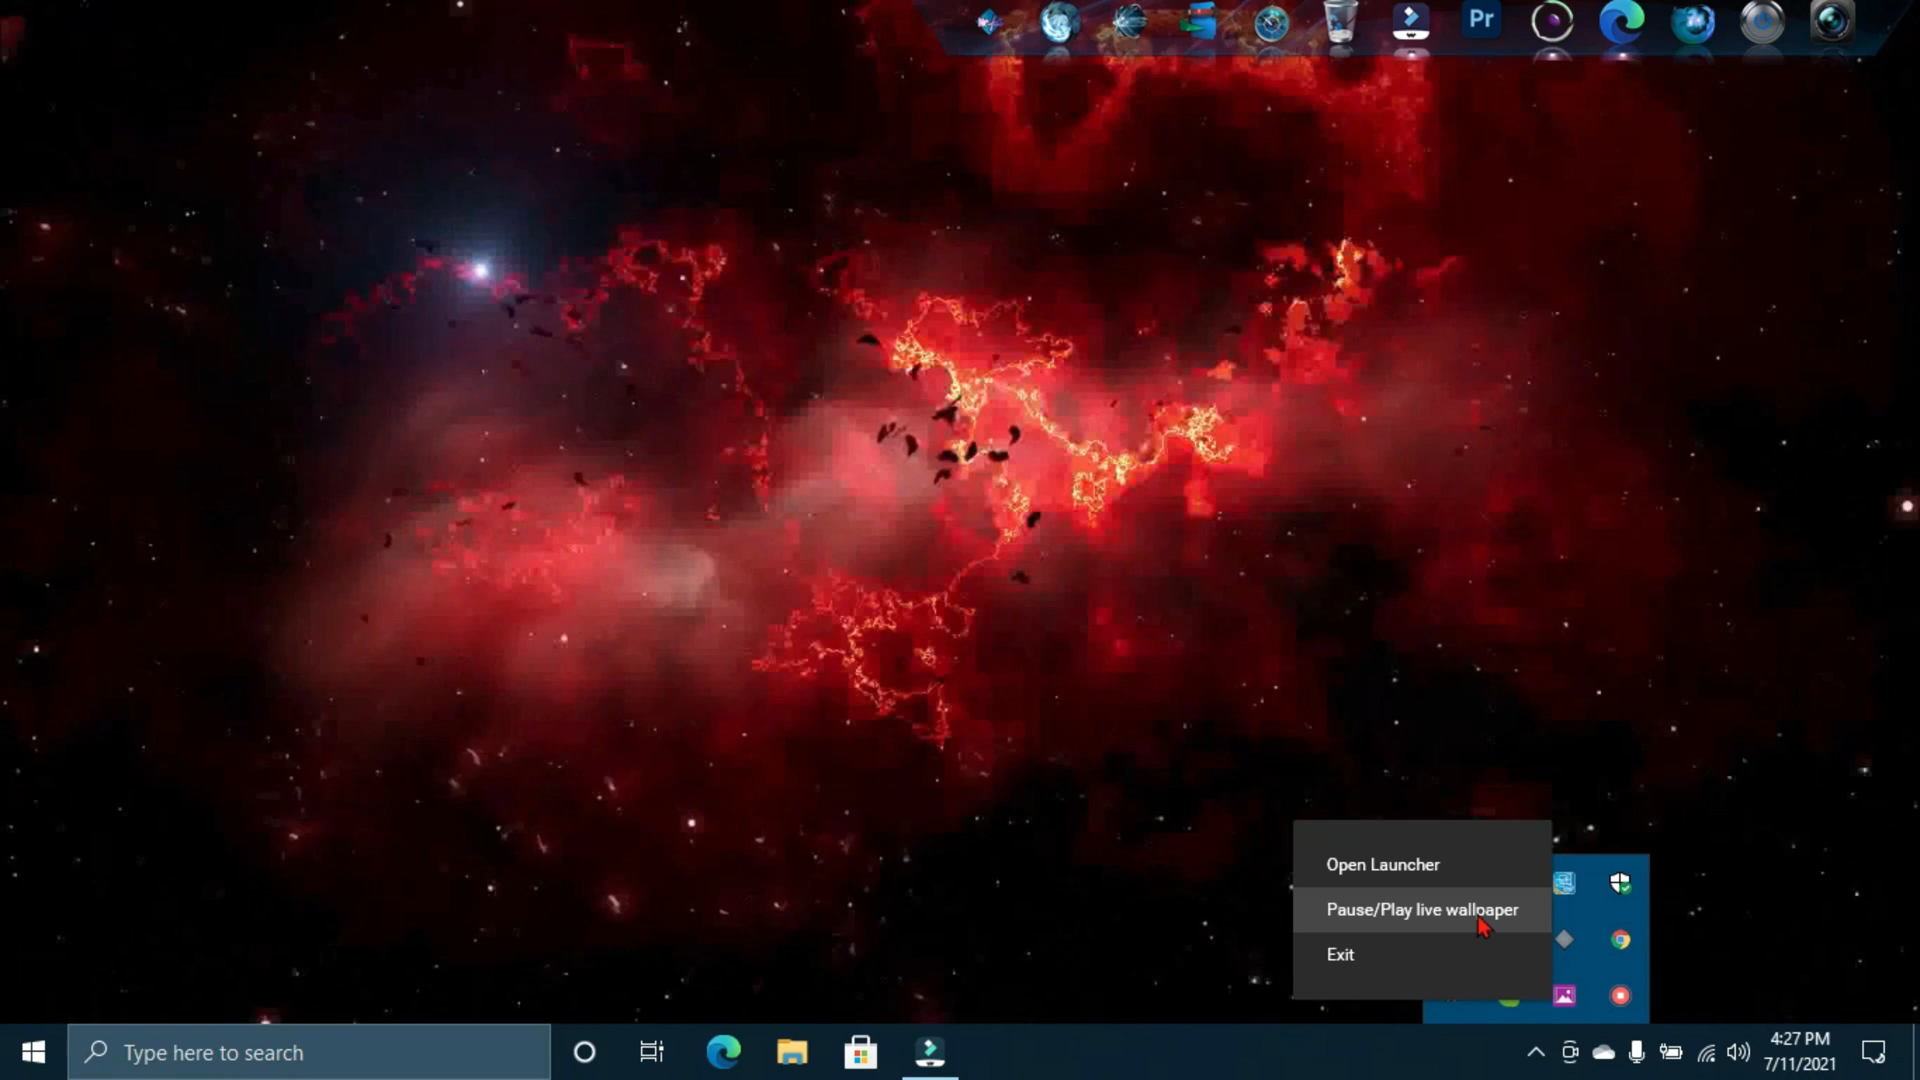 Pr
Open Launcher
Pause/Play live wallpaper
Exit
Type here to search
4:27 PM
7/11/2021